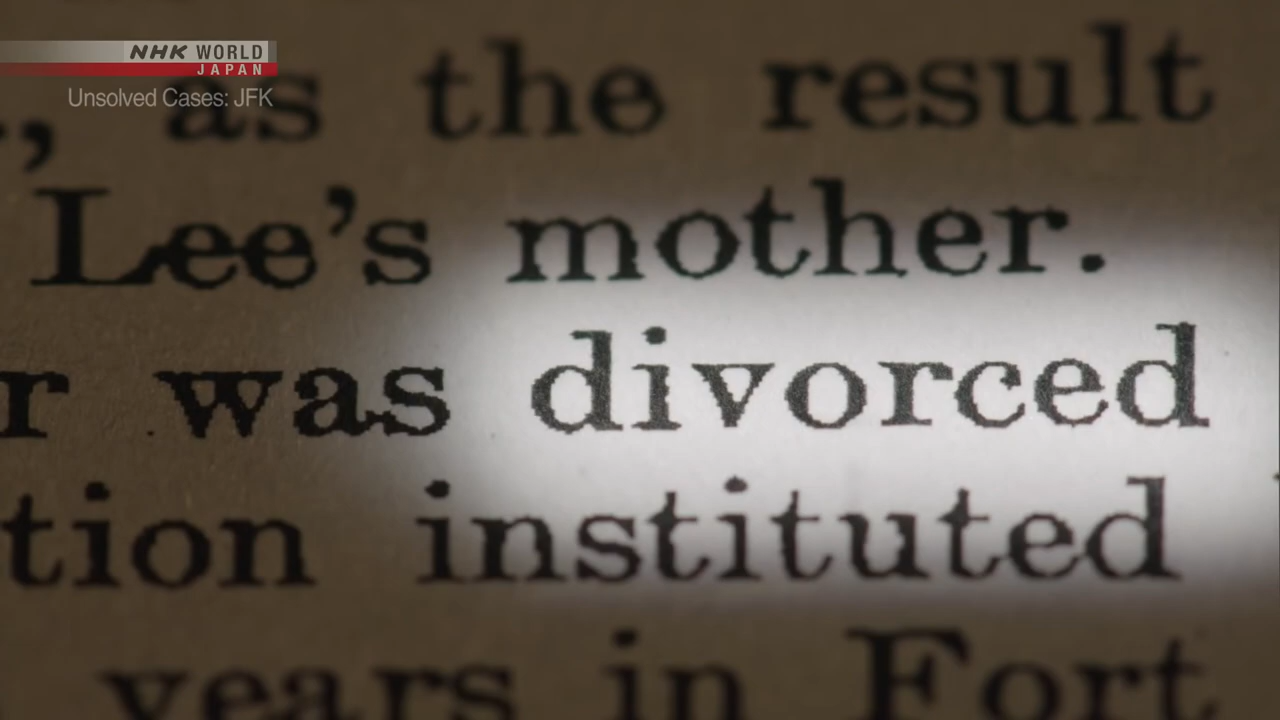 NHK WORLD
JAPAN
Unsolved Cases: JFK
, as the result
Lee's mother.
r was divorced
tion instituted
years in Fort